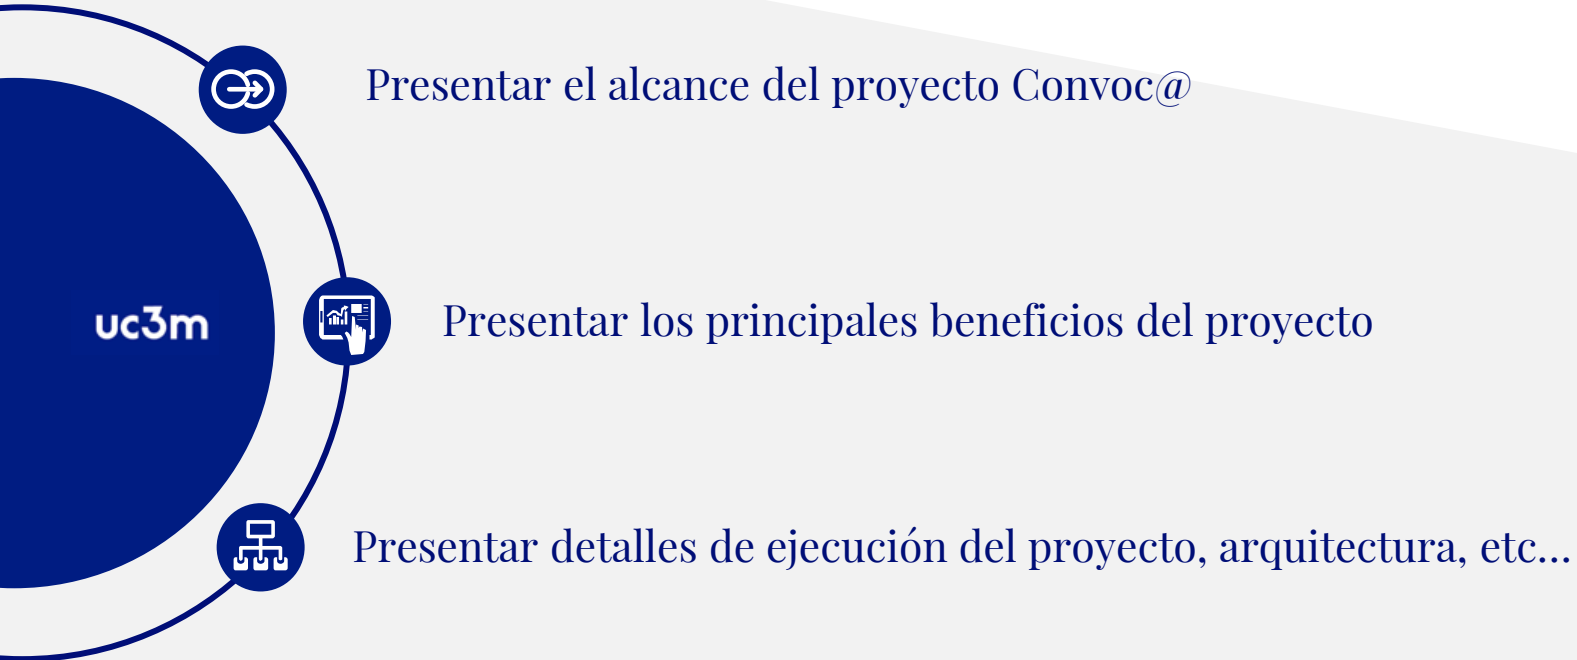 Presentar el alcance del proyecto Convoc@
uc3m
Presentar los principales beneficios del proyecto
Presentar detalles de ejecución del proyecto, arquitectura, etc...